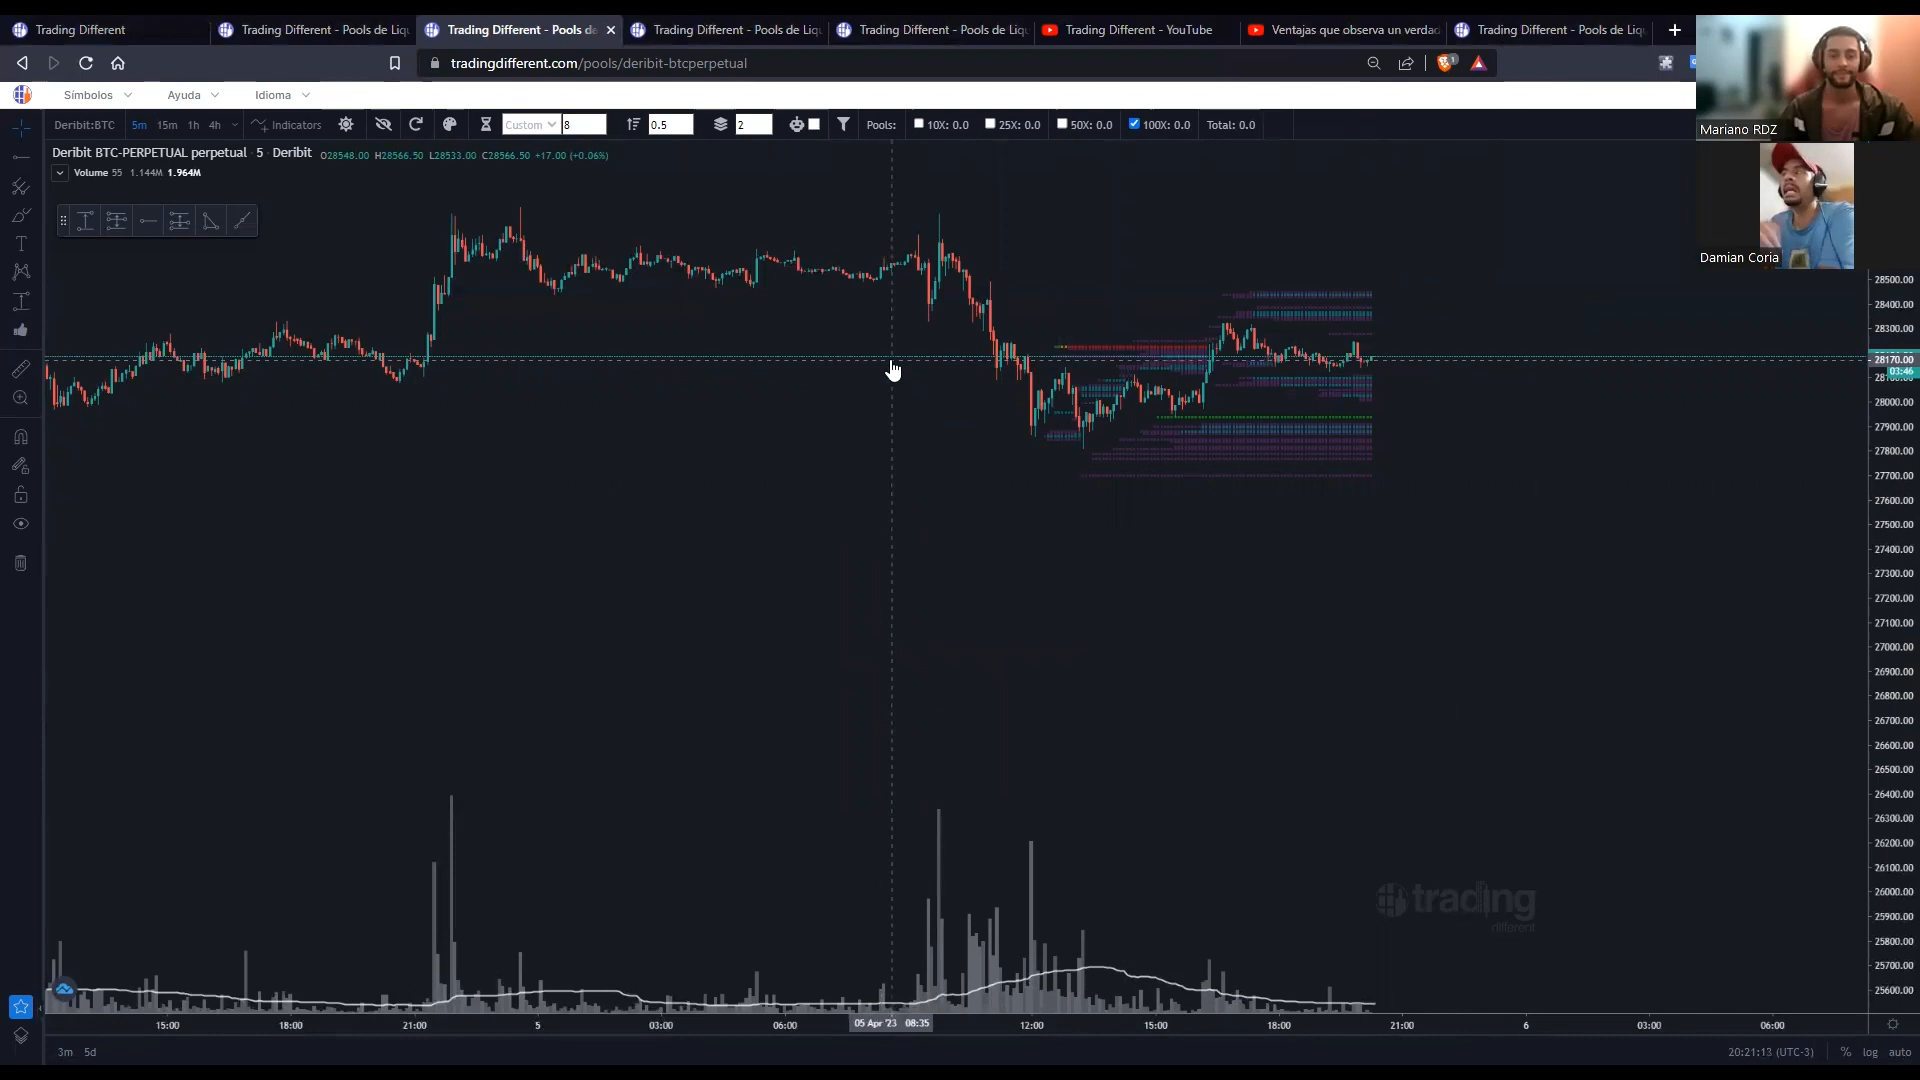 Trading Different
Trading Different - Pools de Liqu
Trading Different - Pools de
Trading Different - Pools de Liqu
Trading Different - Pools de Liqu
Trading Different - YouTube
Ventajas que observa un verdad
Trading Different - Pools de Liqu
tradingdifferent.com/pools/deribit-btcperpetual
1
Símbolos
Ayuda
Idioma
Deribit:BTC
5m
15m
1h
4h
Indicators
Custom
8
0.5
2
Pools:
10X: 0.0
25X: 0.0
50X: 0.0
100X: 0.0
Total: 0.0
Mariano RDZ
Damian Coria
Deribit BTC-PERPETUAL perpetual · 5 · Deribit O28548.00 H28566.50 L28533.00 C28566.50 +17.00 (+0.06%)
Volume 55 1.144M 1.964M
28500.00
28400.00
28300.00
28170.00
03:46
28000.00
27900.00
27800.00
27700.00
27600.00
27500.00
27400.00
27300.00
27200.00
27100.00
27000.00
26900.00
26800.00
26700.00
26600.00
26500.00
26400.00
26300.00
26200.00
26100.00
26000.00
25900.00
25800.00
25700.00
25600.00
trading
different
15:00
18:00
21:00
5
03:00
06:00
05 Apr '23 08:35
12:00
15:00
18:00
21:00
6
03:00
06:00
3m
5d
20:21:13 (UTC-3)
%
log
auto